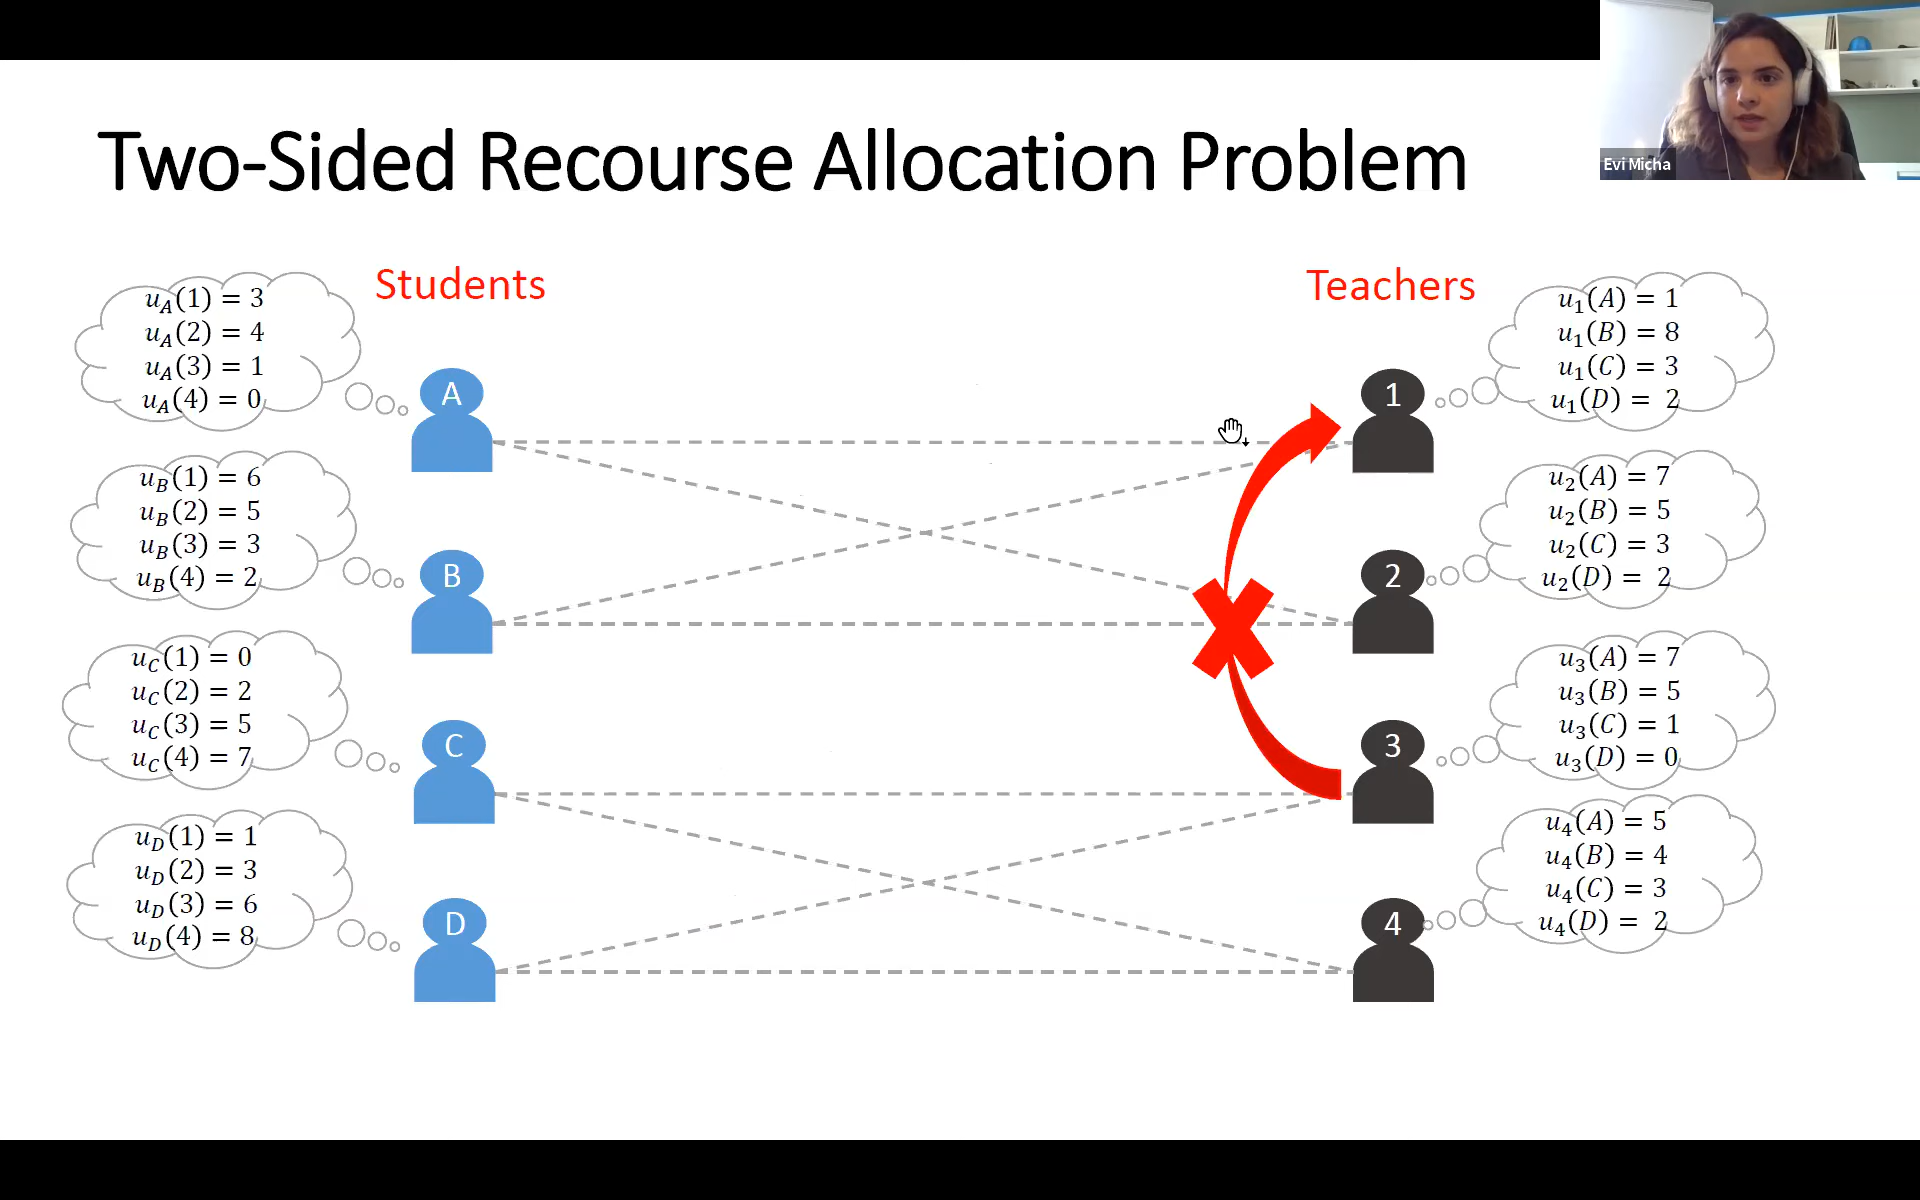 Two-Sided Recourse Allocation Problem
Evi Micha
Students
Teachers
u_A(1) = 3
u_A(2) = 4
u_A(3) = 1
u_A(4) = 0
A
u_B(1) = 6
u_B(2) = 5
u_B(3) = 3
u_B(4) = 2
B
u_C(1) = 0
u_C(2) = 2
u_C(3) = 5
u_C(4) = 7
C
u_D(1) = 1
u_D(2) = 3
u_D(3) = 6
u_D(4) = 8
D
1
u_1(A) = 1
u_1(B) = 8
u_1(C) = 3
u_1(D) = 2
2
u_2(A) = 7
u_2(B) = 5
u_2(C) = 3
u_2(D) = 2
3
u_3(A) = 7
u_3(B) = 5
u_3(C) = 1
u_3(D) = 0
4
u_4(A) = 5
u_4(B) = 4
u_4(C) = 3
u_4(D) = 2